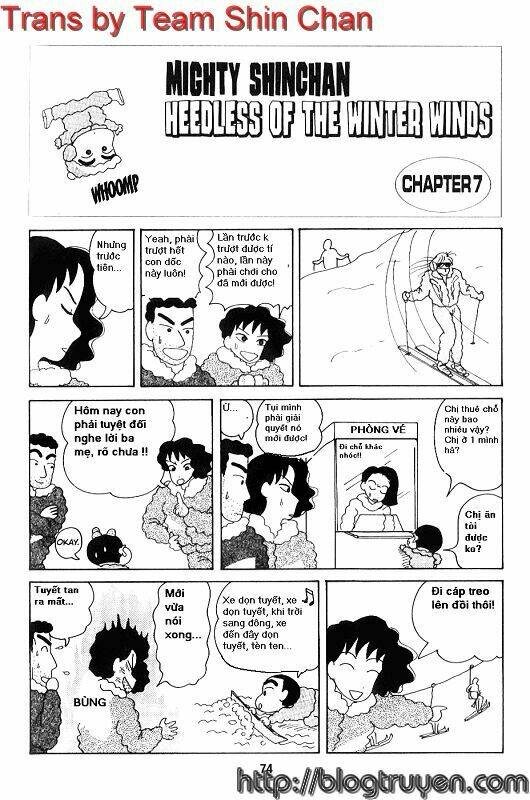 Trans by Team Shin Chan
MIGHTY SHINCHAN
HEEDLESS OF THE WINTER WINDS
WHOOMP
CHAPTER 7
Nhưng
trước
tiên...
Yeah, phải
trượt hết
con dốc
này luôn!
Lần trước k
trượt được tí
nào, lần này
phải chơi cho
đã mới được!
Hôm nay con
phải tuyệt đối
nghe lời ba
mẹ, rõ chưa !!
OKAY.
Ừ...
Tụi mình
phải giải
quyết nó
mới được!
PHÒNG VÉ
Đi chỗ khác
nhóc!!
Chị thuê chỗ
này bao
nhiêu vậy?
Chị ở 1 mình
hả?
Chị ăn
tỏi
được
ko?
Tuyết tan
ra mất...
BÙNG
Mới
vừa
nói
xong...
Xe dọn tuyết, xe
dọn tuyết, khi trời
sang đông, xe
đến đây dọn
tuyết, tèn ten...
Đi cáp treo
lên đồi thôi!
74
http://blogtruyen.com